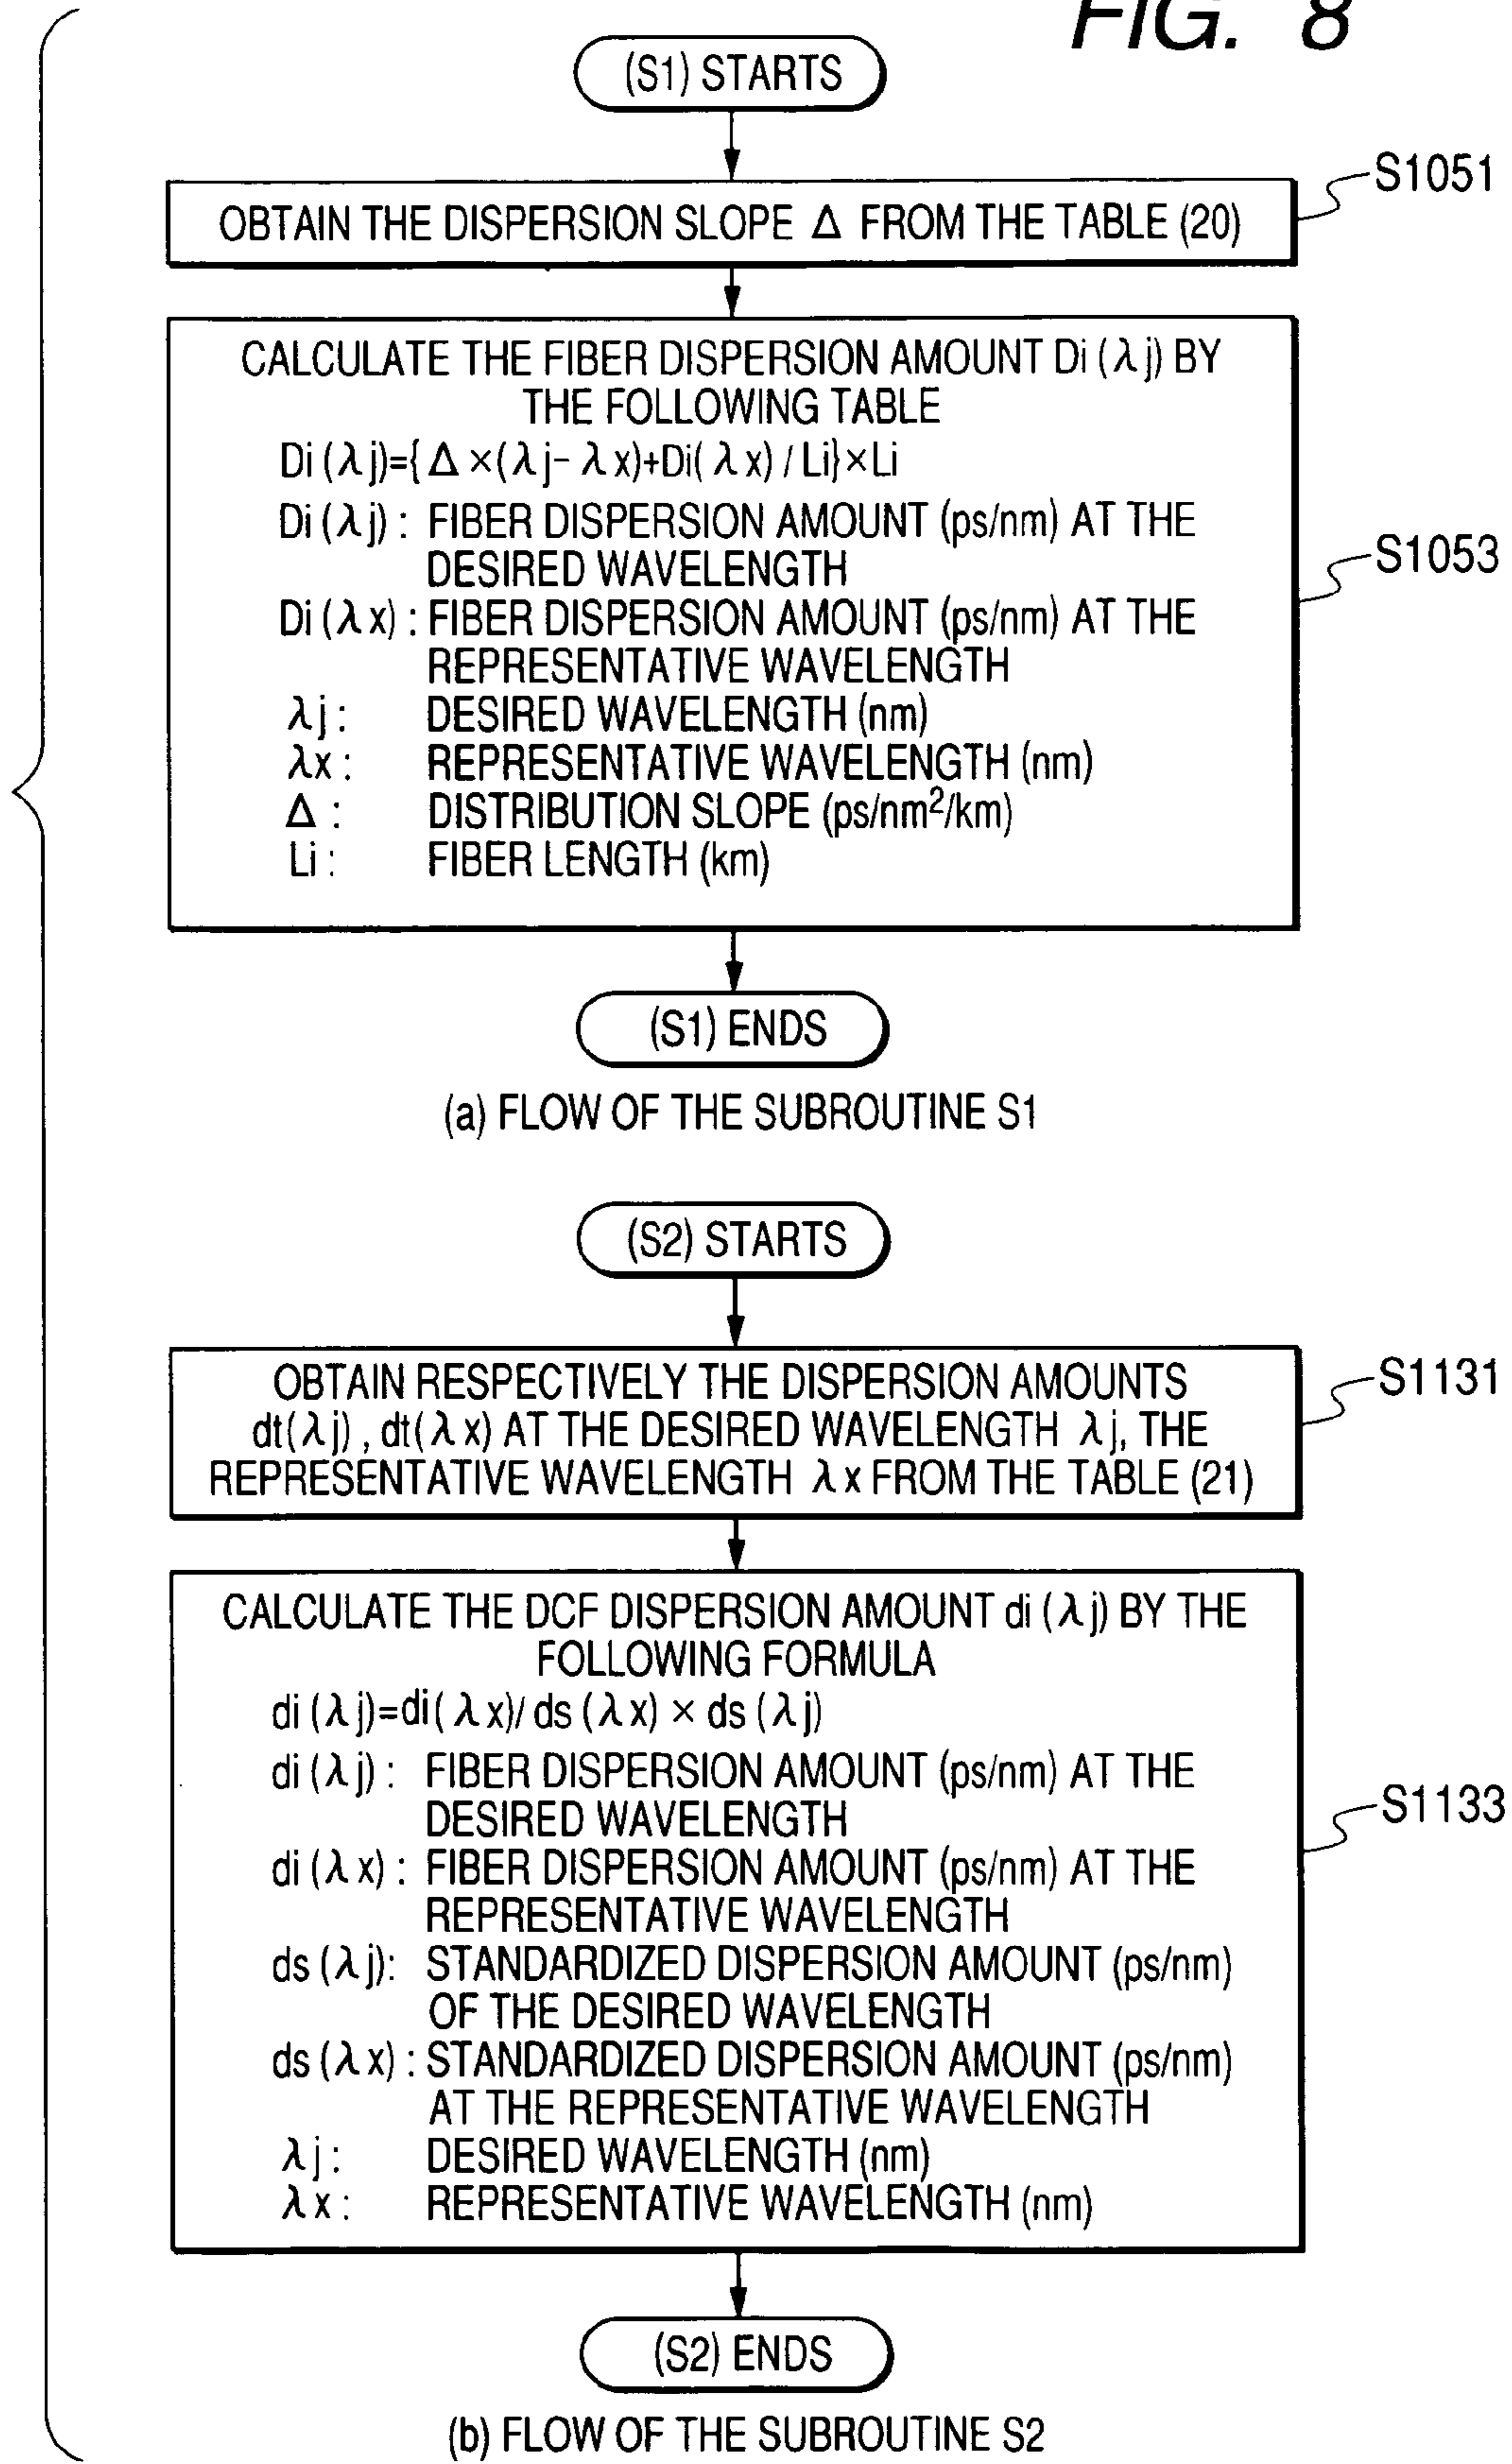 FIG. 8
(S1) STARTS
OBTAIN THE DISPERSION SLOPE Δ FROM THE TABLE (20)
S1051
CALCULATE THE FIBER DISPERSION AMOUNT Di (λj) BY
THE FOLLOWING TABLE
Di (λj)={Δ×(λj-λx)+Di(λx)/Li}×Li
Di (λj) : FIBER DISPERSION AMOUNT (ps/nm) AT THE
DESIRED WAVELENGTH
Di (λx) : FIBER DISPERSION AMOUNT (ps/nm) AT THE
REPRESENTATIVE WAVELENGTH
λj : DESIRED WAVELENGTH (nm)
λx : REPRESENTATIVE WAVELENGTH (nm)
Δ : DISTRIBUTION SLOPE (ps/nm²/km)
Li : FIBER LENGTH (km)
S1053
(S1) ENDS
(a) FLOW OF THE SUBROUTINE S1
(S2) STARTS
OBTAIN RESPECTIVELY THE DISPERSION AMOUNTS
dt(λj) , dt(λx) AT THE DESIRED WAVELENGTH λj, THE
REPRESENTATIVE WAVELENGTH λx FROM THE TABLE (21)
S1131
CALCULATE THE DCF DISPERSION AMOUNT di (λj) BY THE
FOLLOWING FORMULA
di (λj)=di(λx)/ds (λx) × ds (λj)
di (λj) : FIBER DISPERSION AMOUNT (ps/nm) AT THE
DESIRED WAVELENGTH
di (λx) : FIBER DISPERSION AMOUNT (ps/nm) AT THE
REPRESENTATIVE WAVELENGTH
ds (λj): STANDARDIZED DISPERSION AMOUNT (ps/nm)
OF THE DESIRED WAVELENGTH
ds (λx) : STANDARDIZED DISPERSION AMOUNT (ps/nm)
AT THE REPRESENTATIVE WAVELENGTH
λj : DESIRED WAVELENGTH (nm)
λx : REPRESENTATIVE WAVELENGTH (nm)
S1133
(S2) ENDS
(b) FLOW OF THE SUBROUTINE S2